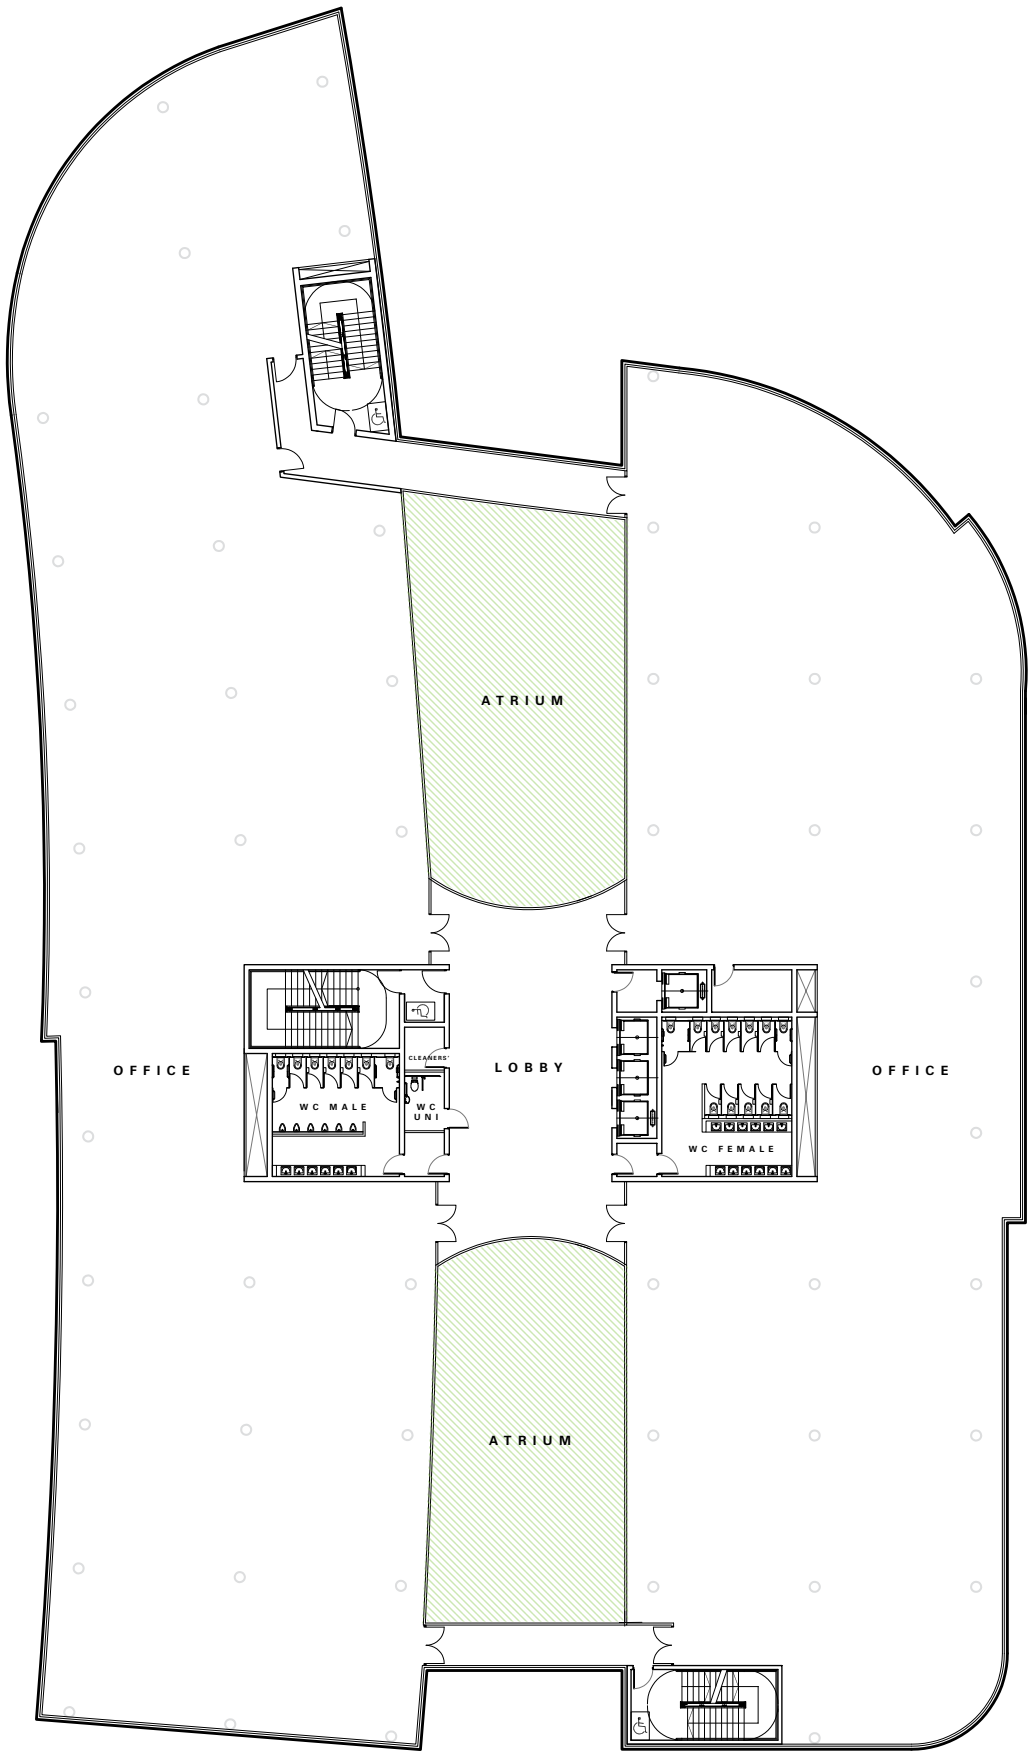 ATRIUM
OFFICE
CLEANERS'
LOBBY
OFFICE
WC MALE
WC
UNI
WC FEMALE
ATRIUM